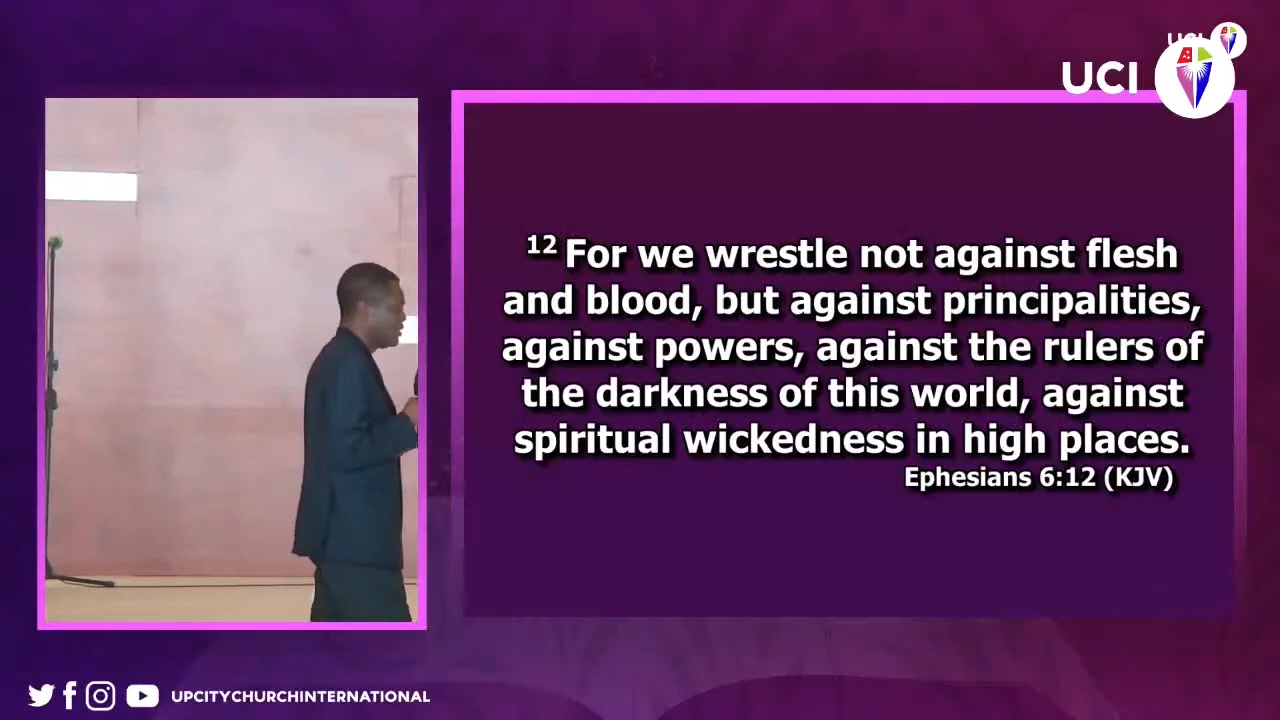 UCI
UCI
12 For we wrestle not against flesh
and blood, but against principalities,
against powers, against the rulers of
the darkness of this world, against
spiritual wickedness in high places.
Ephesians 6:12 (KJV)
UPCITYCHURCHINTERNATIONAL